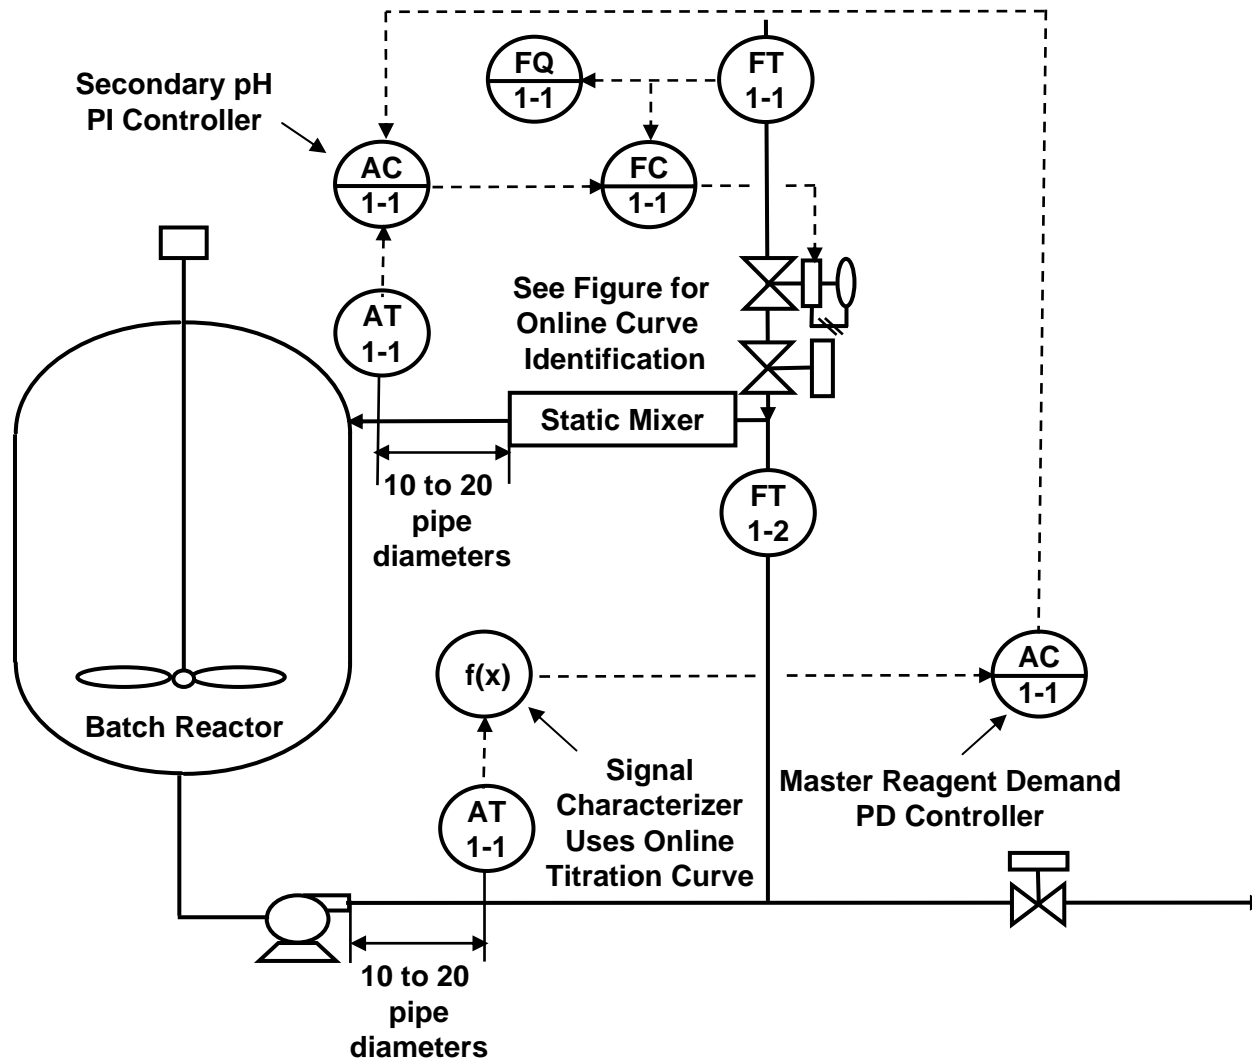 Secondary pH
PI Controller
FQ
1-1
FT
1-1
AC
1-1
FC
1-1
AT
1-1
See Figure for
Online Curve
Identification
Static Mixer
10 to 20
pipe
diameters
FT
1-2
f(x)
AC
1-1
Batch Reactor
Signal
Characterizer
Uses Online
Titration Curve
Master Reagent Demand
PD Controller
AT
1-1
10 to 20
pipe
diameters